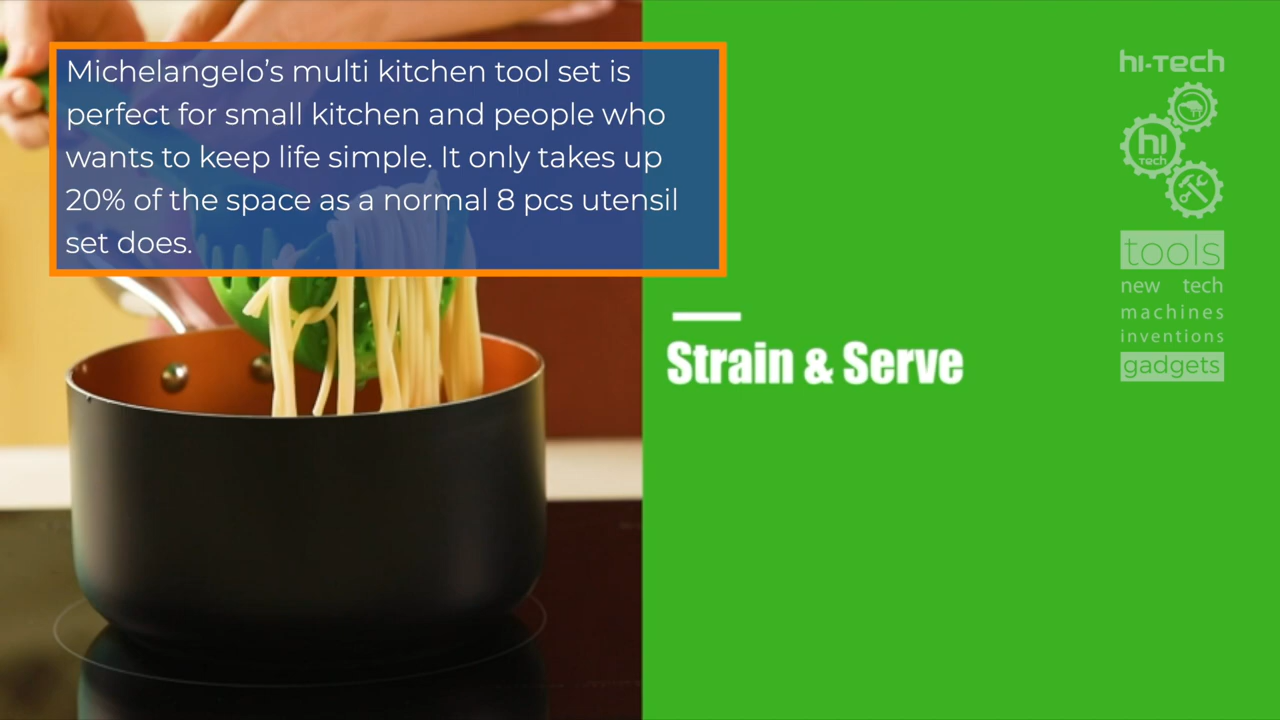 Michelangelo’s multi kitchen tool set is
perfect for small kitchen and people who
wants to keep life simple. It only takes up
20% of the space as a normal 8 pcs utensil
set does.
Strain & Serve
hi-tech
hi
tech
tools
new tech
machines
inventions
gadgets